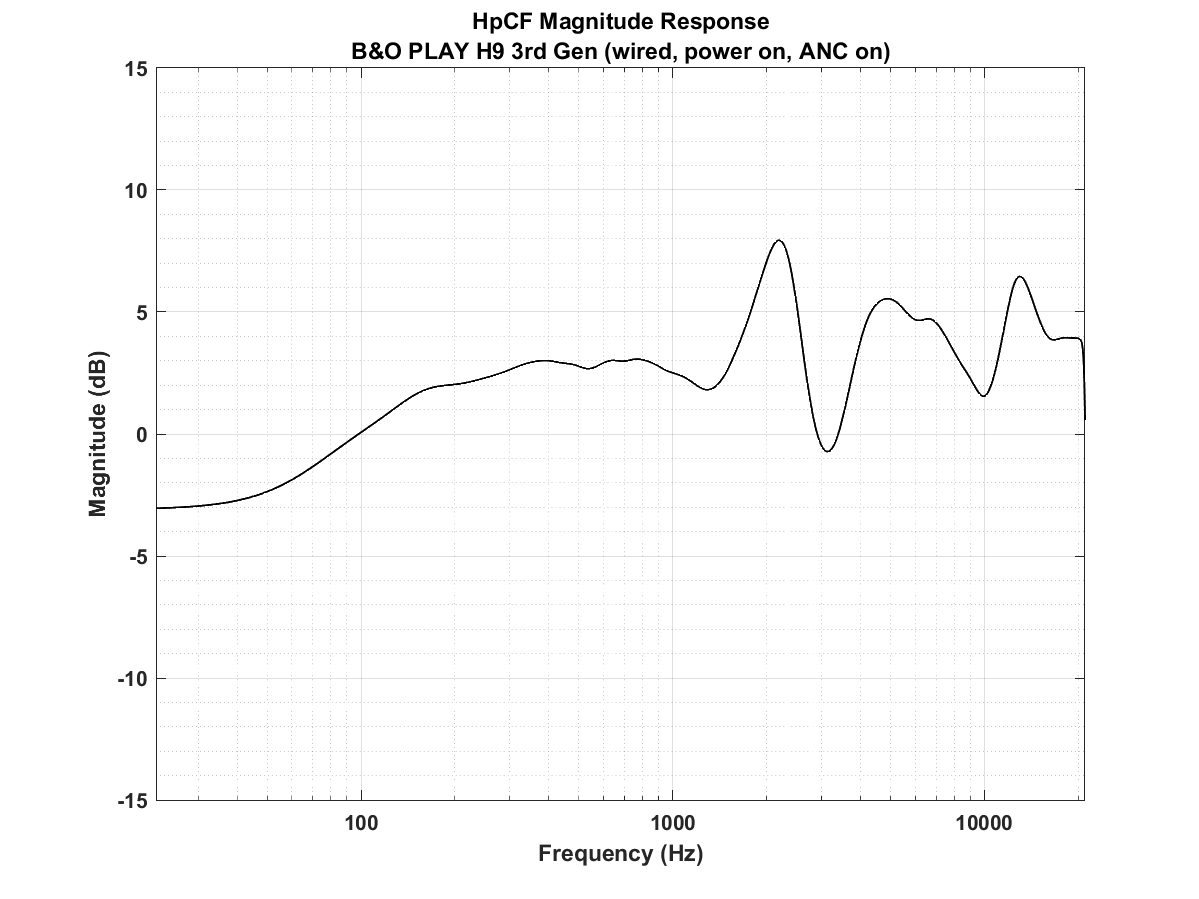 HpCF Magnitude Response
B&O PLAY H9 3rd Gen (wired, power on, ANC on)
15
10
5
0
-5
-10
-15
Magnitude (dB)
100
1000
10000
Frequency (Hz)